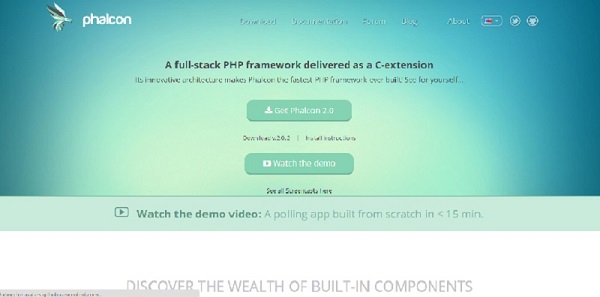 phalcon
Download Documentation Forum Blog About
A full-stack PHP framework delivered as a C-extension
Its innovative architecture makes Phalcon the fastest PHP framework ever built! See for yourself...
Get Phalcon 2.0
Download v.2.0.2 | Install instructions
Watch the demo
See all Screencasts here
Watch the demo video: A polling app built from scratch in < 15 min.
DISCOVER THE WEALTH OF BUILT-IN COMPONENTS